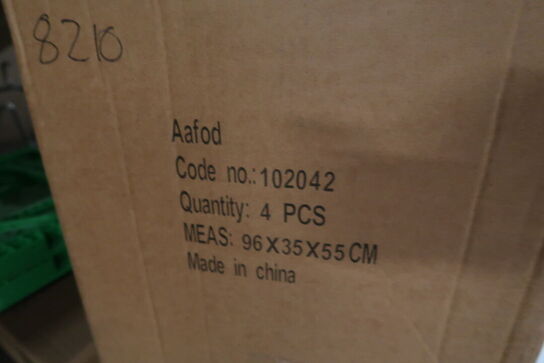 8210
Aafod
Code no.:102042
Quantity: 4 PCS
MEAS: 96X35X55CM
Made in china